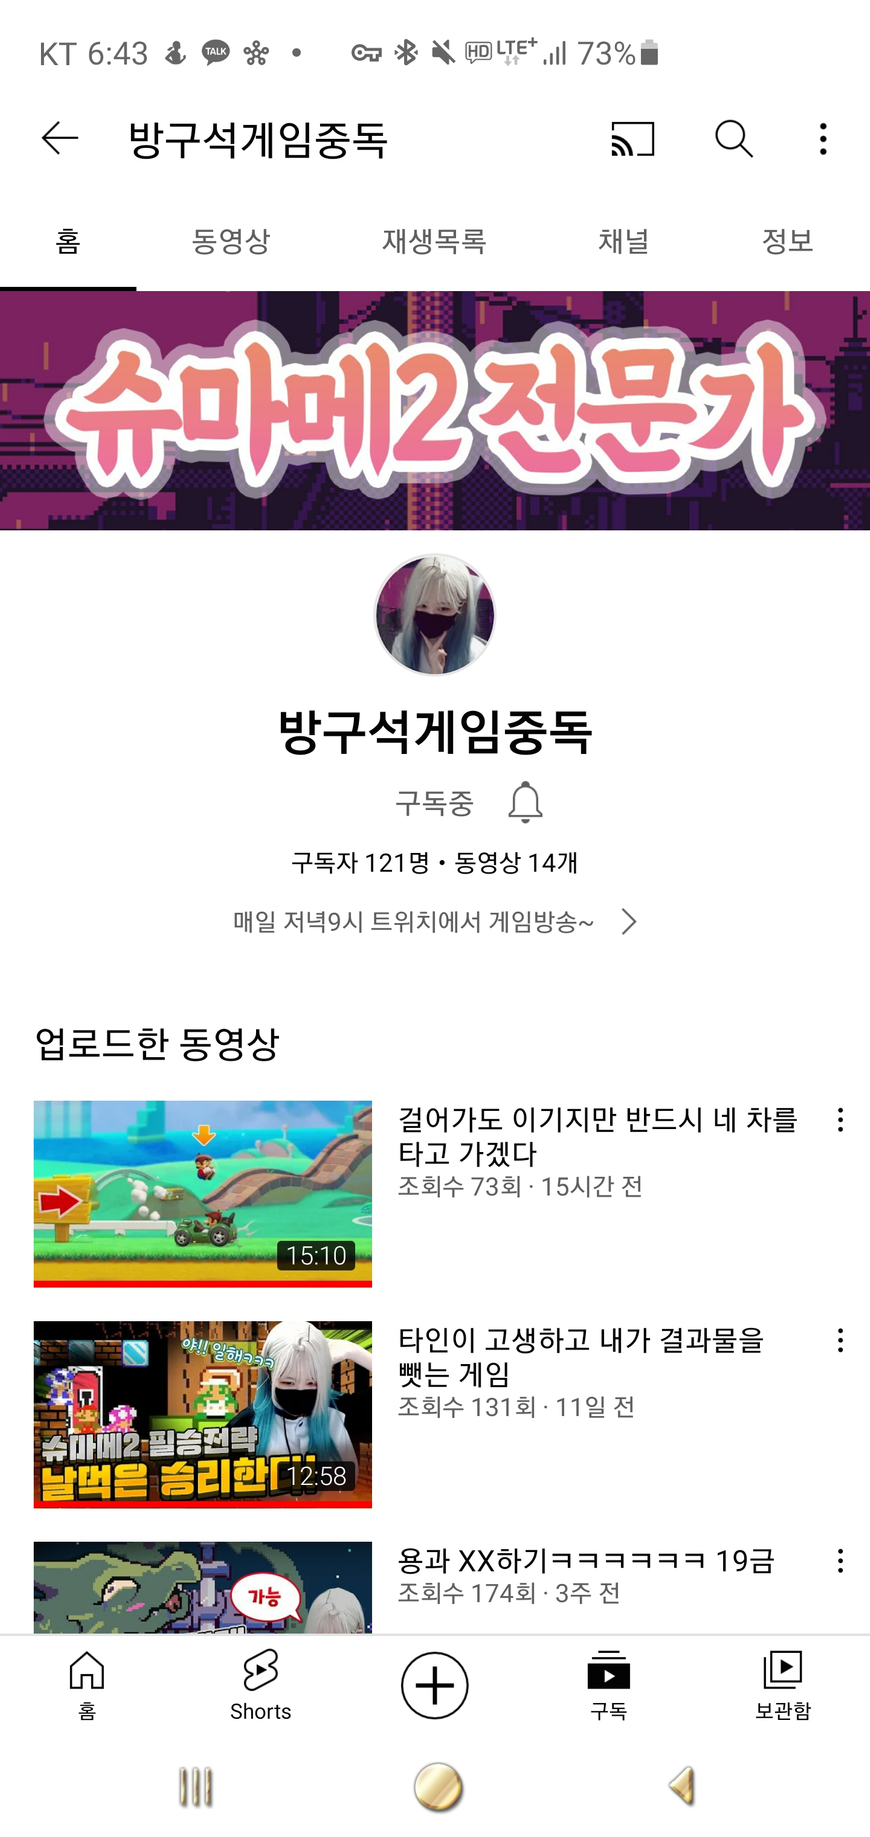 KT 6:43 TALK HD LTE+ 73%
방구석게임중독
홈 동영상 재생목록 채널 정보
슈마메2 전문가
방구석게임중독
구독중
구독자 121명 • 동영상 14개
매일 저녁9시 트위치에서 게임방송~
업로드한 동영상
15:10
걸어가도 이기지만 반드시 네 차를
타고 가겠다
조회수 73회 · 15시간 전
야!! 일해ㅋㅋㅋ
슈마메2 필승전략
날먹은 승리한다!!
12:58
타인이 고생하고 내가 결과물을
뺏는 게임
조회수 131회 · 11일 전
가능
용과 XX하기ㅋㅋㅋㅋㅋㅋ 19금
조회수 174회 · 3주 전
홈 Shorts 구독 보관함